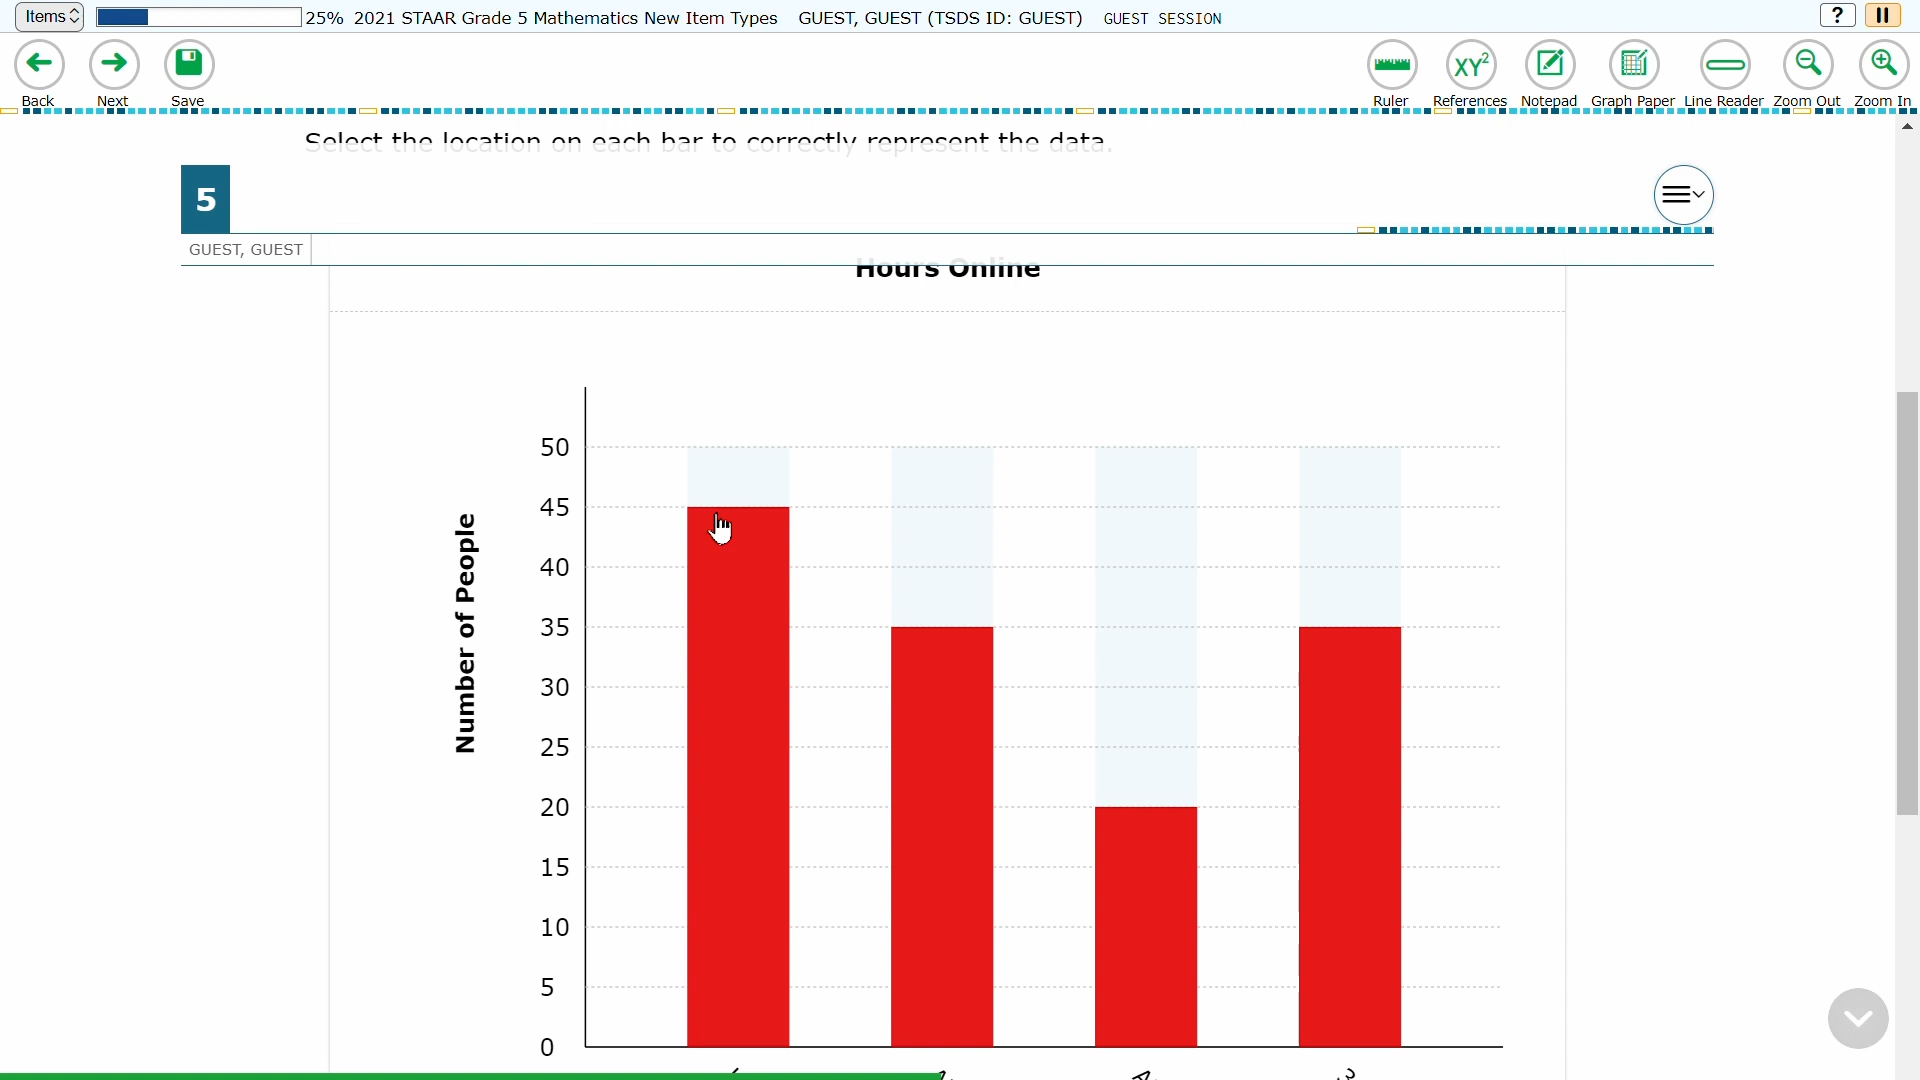 Items 25% 2021 STAAR Grade 5 Mathematics New Item Types GUEST, GUEST (TSDS ID: GUEST) GUEST SESSION ?
XY²
Back Next Save Ruler References Notepad Graph Paper Line Reader Zoom Out Zoom In
Select the location on each bar to correctly represent the data.
5
GUEST, GUEST
Hours Online
Number of People
50
45
40
35
30
25
20
15
10
5
0